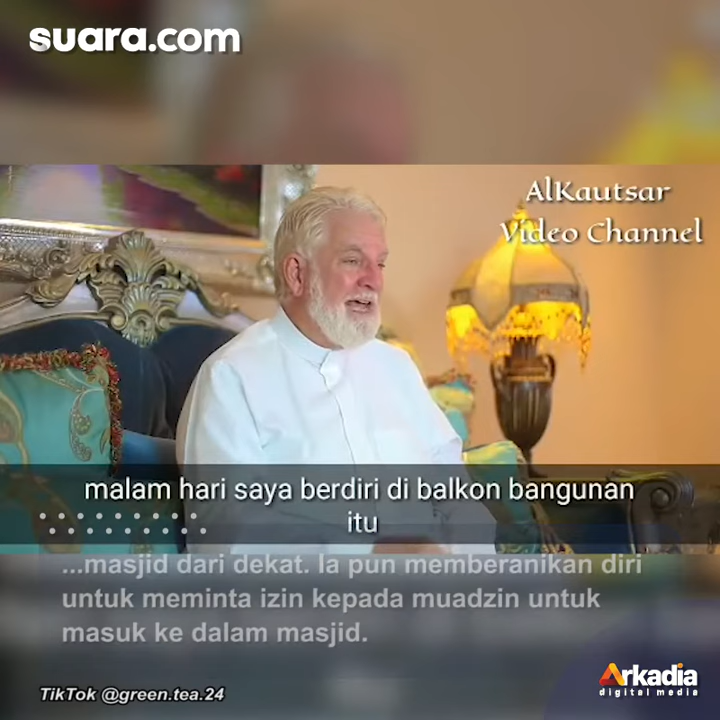 suara.com
AlKautsar
Video Channel
malam hari saya berdiri di balkon bangunan
itu
...masjid dari dekat. Ia pun memberanikan diri
untuk meminta izin kepada muadzin untuk
masuk ke dalam masjid.
TikTok @green.tea.24
Arkadia
digital media